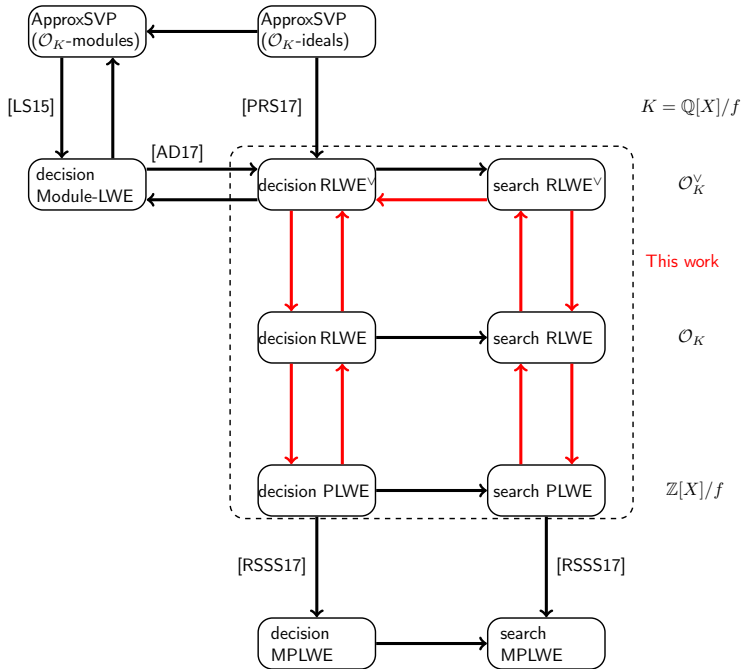 ApproxSVP
(𝒪_K-modules)
ApproxSVP
(𝒪_K-ideals)
[LS15]
[PRS17]
K = ℚ[X]/f
[AD17]
decision
Module-LWE
decision RLWE^∨
search RLWE^∨
𝒪_K^∨
This work
decision RLWE
search RLWE
𝒪_K
decision PLWE
search PLWE
ℤ[X]/f
[RSSS17]
[RSSS17]
decision
MPLWE
search
MPLWE